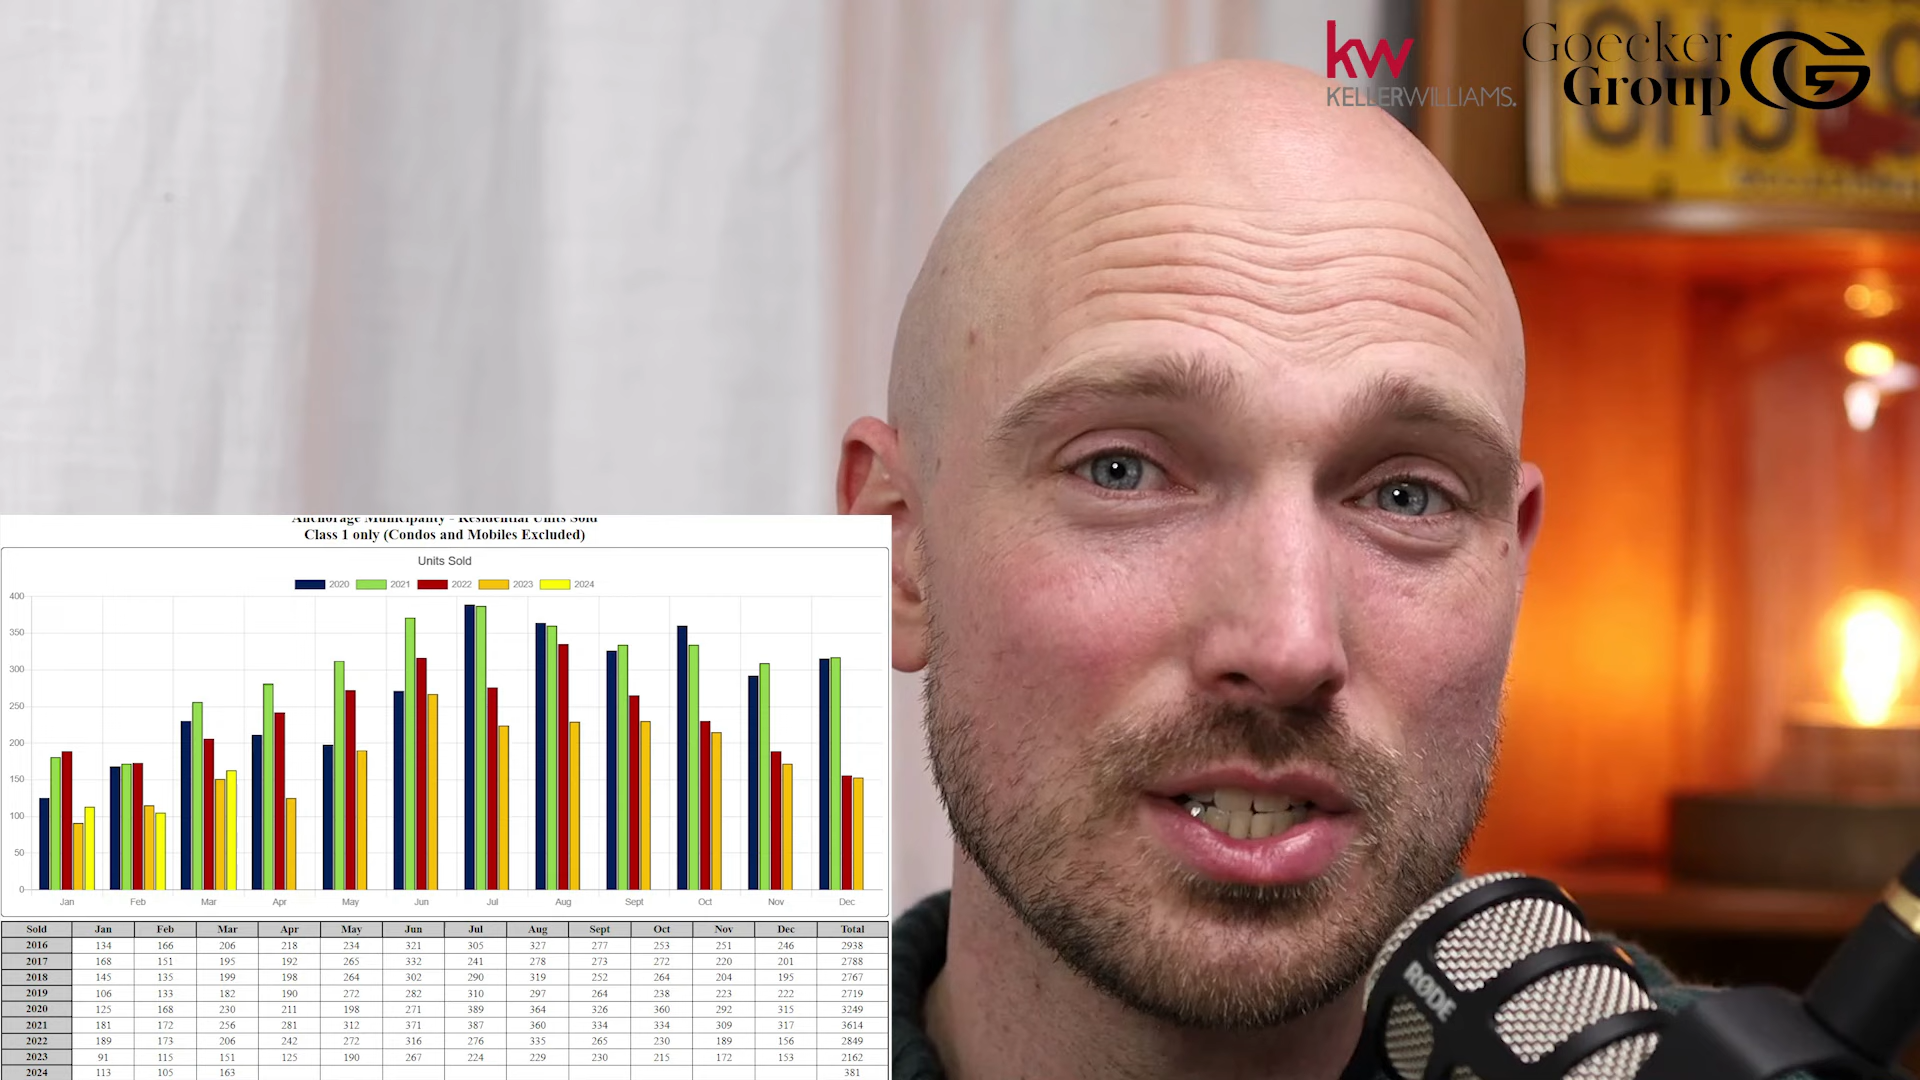 kw
KELLERWILLIAMS.
Goecker
Group
OHJ
Anchorage Municipality - Residential Units Sold
Class 1 only (Condos and Mobiles Excluded)
Units Sold
2020 2021 2022 2023 2024
400
350
300
250
200
150
100
50
0
Jan Feb Mar Apr May Jun Jul Aug Sept Oct Nov Dec
Sold Jan Feb Mar Apr May Jun Jul Aug Sept Oct Nov Dec Total
2016 134 166 206 218 234 321 305 327 277 253 251 246 2938
2017 168 151 195 192 265 332 241 278 273 272 220 201 2788
2018 145 135 199 198 264 302 290 319 252 264 204 195 2767
2019 106 133 182 190 272 282 310 297 264 238 223 222 2719
2020 125 168 230 211 198 271 389 364 326 360 292 315 3249
2021 181 172 256 281 312 371 387 360 334 334 309 317 3614
2022 189 173 206 242 272 316 276 335 265 230 189 156 2849
2023 91 115 151 125 190 267 224 229 230 215 172 153 2162
2024 113 105 163 381
RØDE